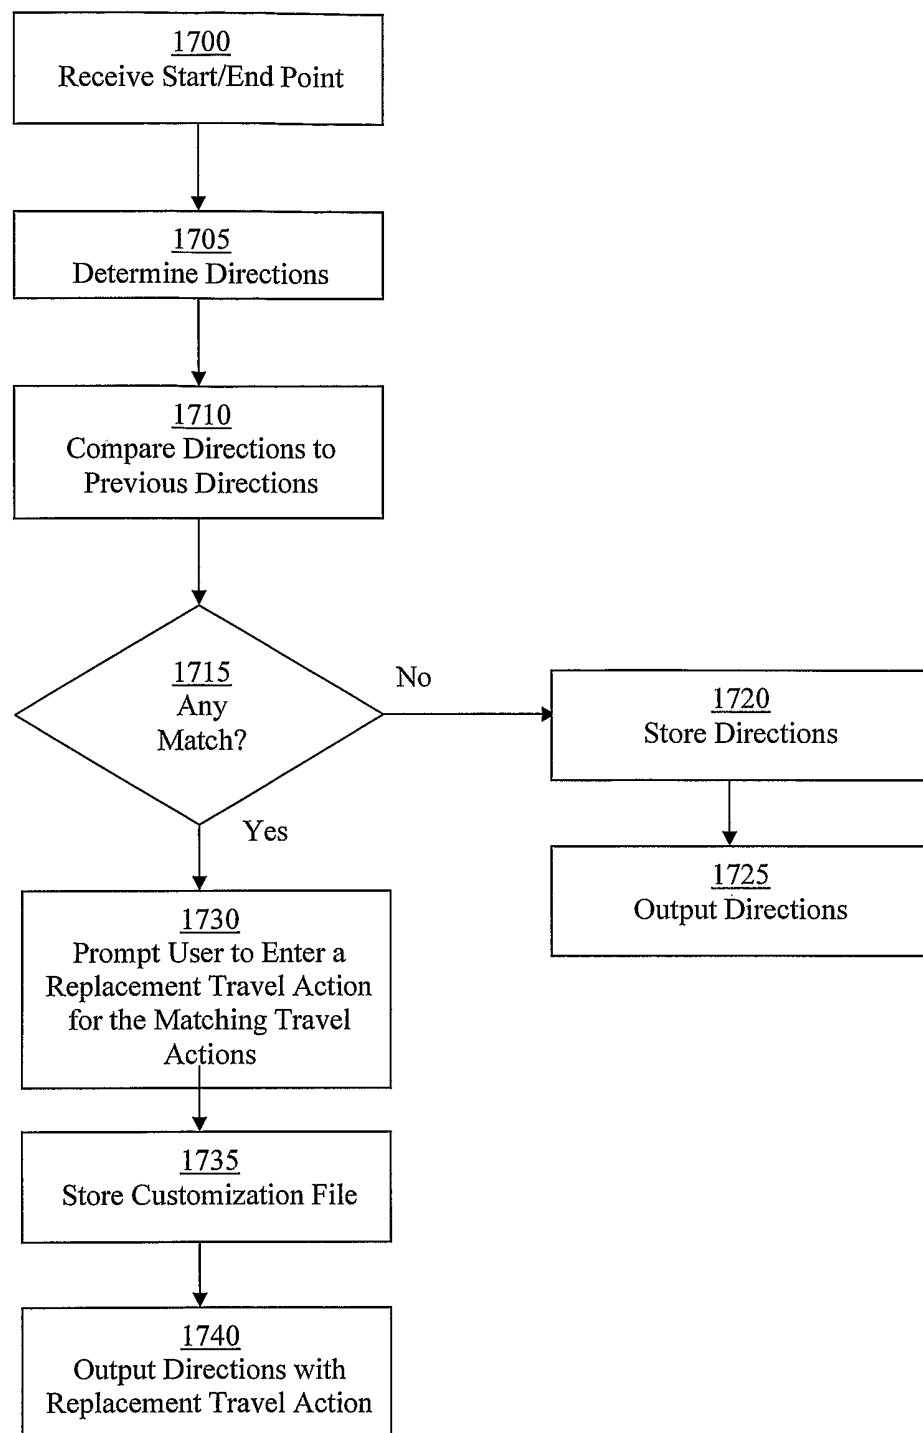 1700
Receive Start/End Point
1705
Determine Directions
1710
Compare Directions to
Previous Directions
1715
Any
Match?
No
1720
Store Directions
1725
Output Directions
Yes
1730
Prompt User to Enter a
Replacement Travel Action
for the Matching Travel
Actions
1735
Store Customization File
1740
Output Directions with
Replacement Travel Action